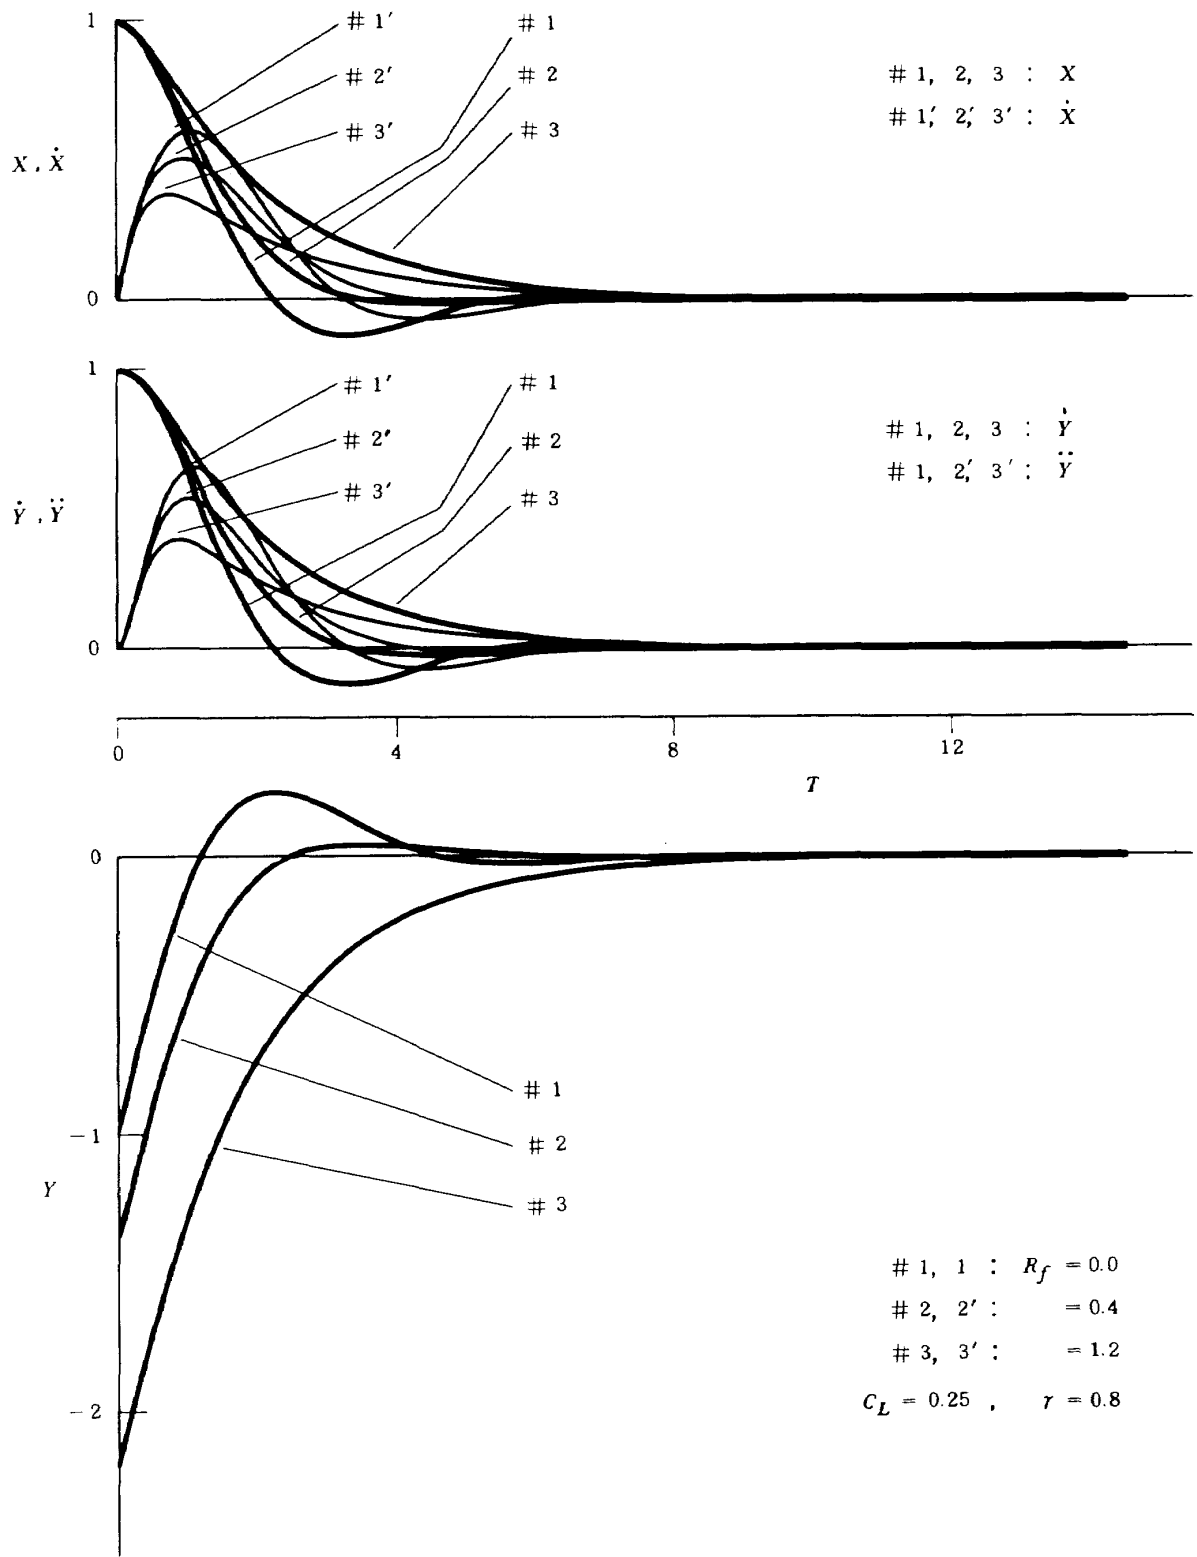 1
# 1′
# 1
# 2′
# 2
# 3′
# 3
# 1, 2, 3 : X
# 1′, 2′, 3′ : Ẋ
X , Ẋ
0
1
# 1′
# 1
# 2′
# 2
# 3′
# 3
# 1, 2, 3 : Ẏ
# 1, 2′, 3′ : Ÿ
Ẏ , Ÿ
0
0 4 8 12
T
0
# 1
−1
# 2
Y
# 3
# 1, 1 : R_f = 0.0
# 2, 2′ : = 0.4
# 3, 3′ : = 1.2
C_L = 0.25 , r = 0.8
−2